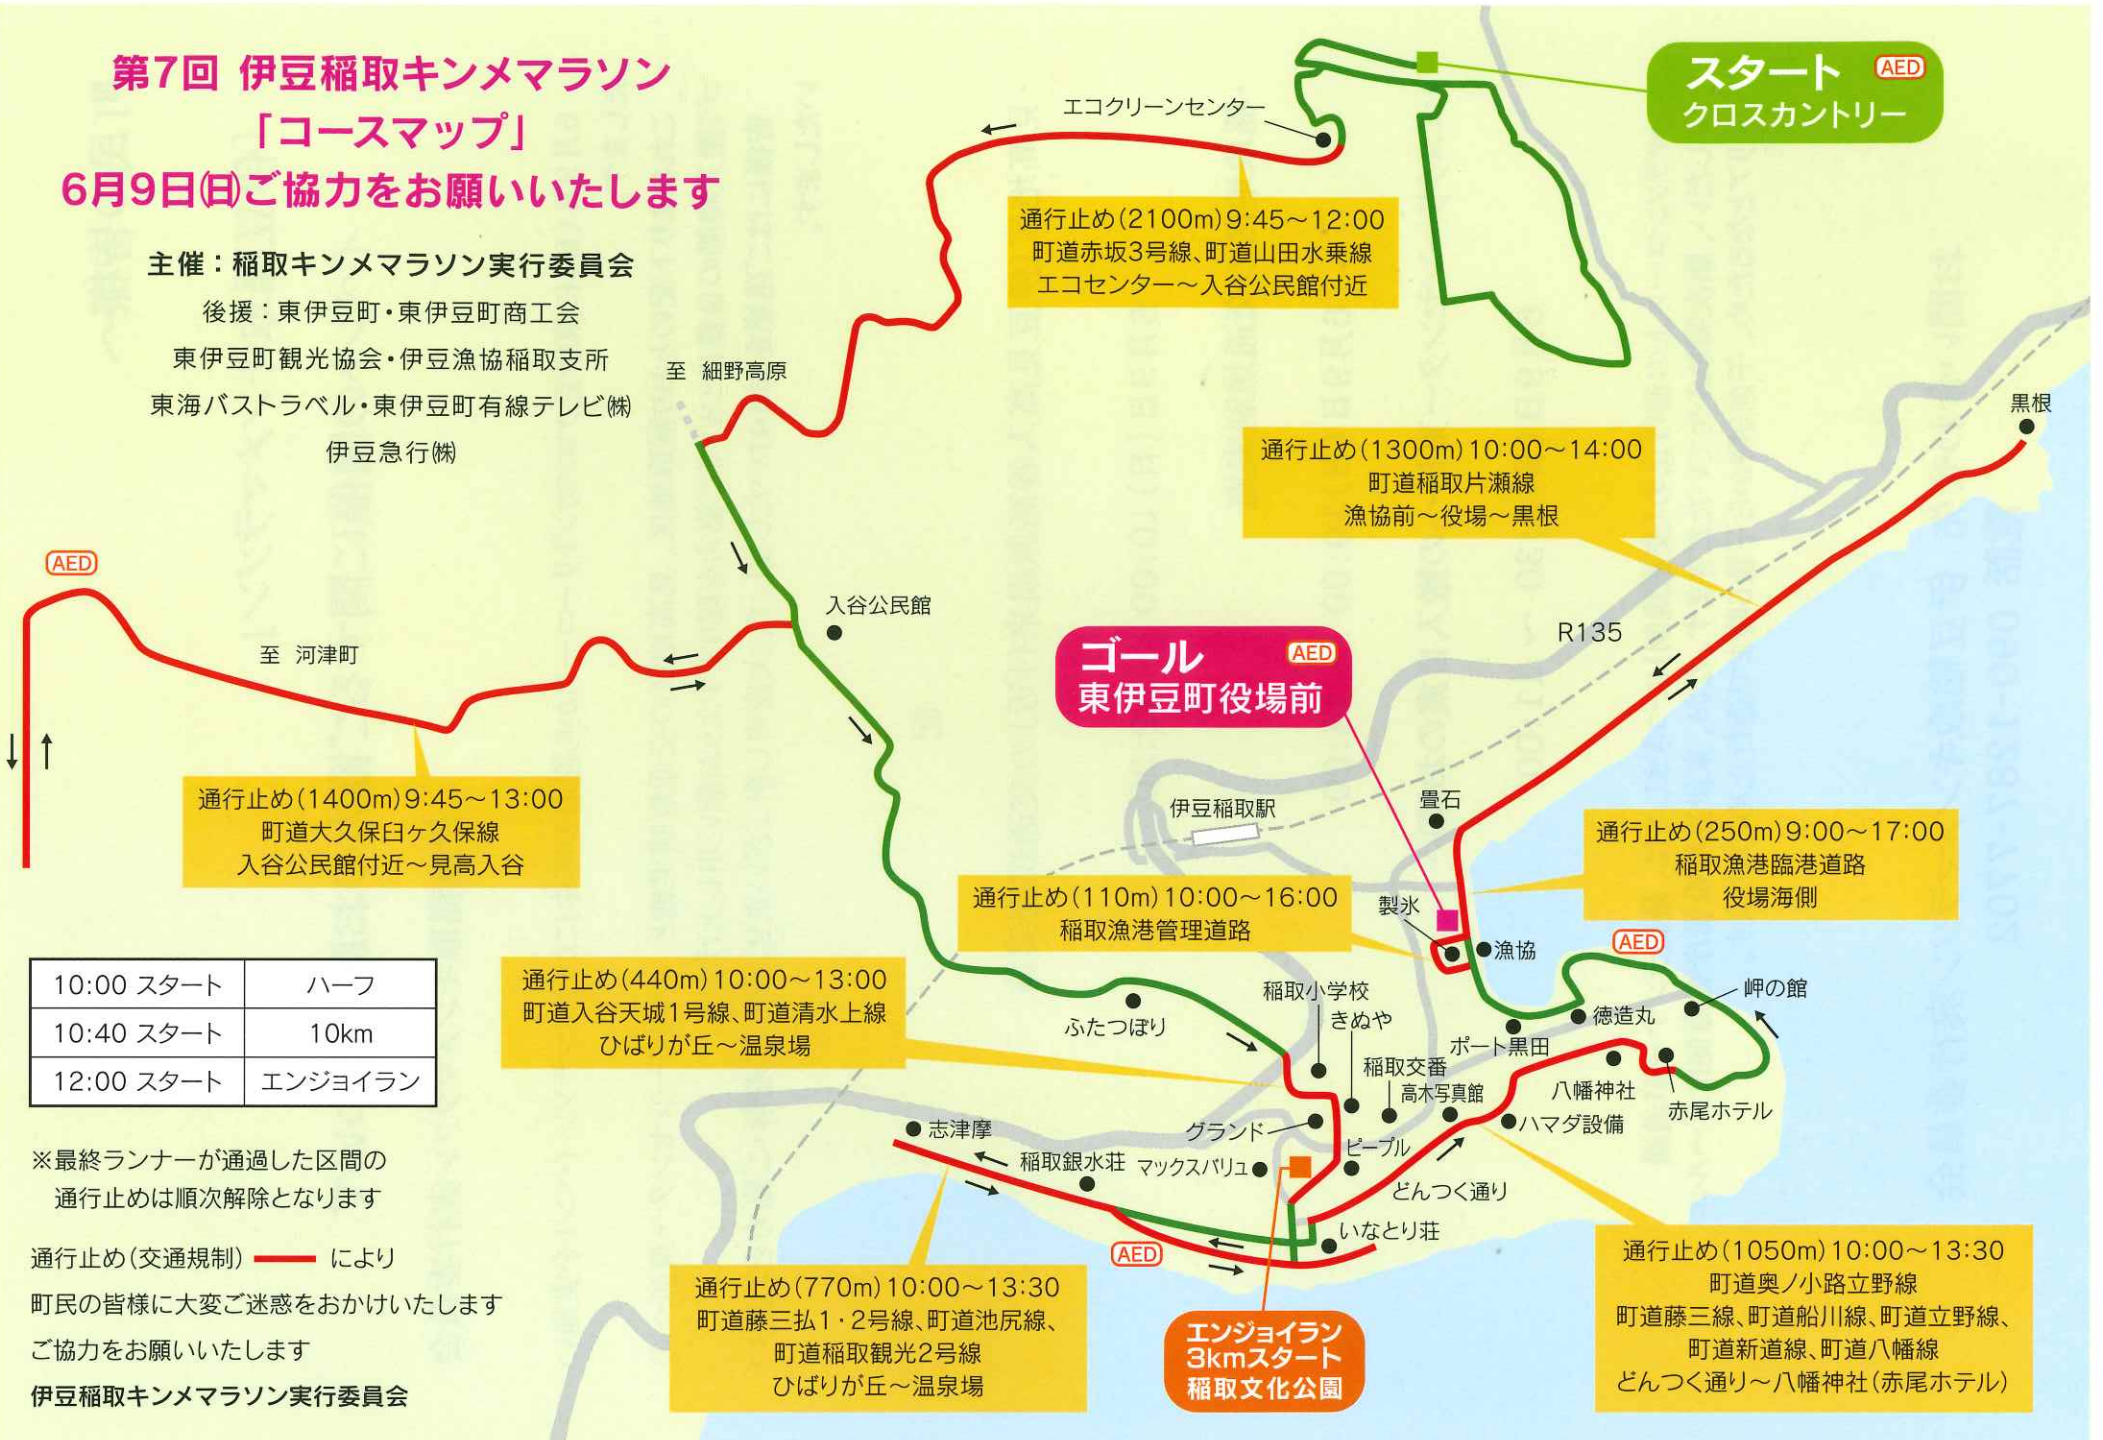 第7回 伊豆稲取キンメマラソン
「コースマップ」
6月9日㈰ご協力をお願いいたします
主催：稲取キンメマラソン実行委員会
後援：東伊豆町・東伊豆町商工会
東伊豆町観光協会・伊豆漁協稲取支所
東海バストラベル・東伊豆町有線テレビ㈱
伊豆急行㈱
スタート AED
クロスカントリー
エコクリーンセンター
通行止め(2100m)9:45～12:00
町道赤坂3号線、町道山田水乗線
エコセンター～入谷公民館付近
至 細野高原
黒根
通行止め(1300m)10:00～14:00
町道稲取片瀬線
漁協前～役場～黒根
AED
入谷公民館
至 河津町
R135
ゴール AED
東伊豆町役場前
通行止め(1400m)9:45～13:00
町道大久保臼ヶ久保線
入谷公民館付近～見高入谷
伊豆稲取駅
畳石
通行止め(250m)9:00～17:00
稲取漁港臨港道路
役場海側
通行止め(110m)10:00～16:00
稲取漁港管理道路
製氷
漁協
AED
10:00 スタート ハーフ
10:40 スタート 10km
12:00 スタート エンジョイラン
通行止め(440m)10:00～13:00
町道入谷天城1号線、町道清水上線
ひばりが丘～温泉場
ふたつぼり
稲取小学校
きぬや
稲取交番
高木写真館
ポート黒田
徳造丸
岬の館
八幡神社
赤尾ホテル
ハマダ設備
グランド
ピープル
マックスバリュ
志津摩
稲取銀水荘
どんつく通り
いなとり荘
AED
※最終ランナーが通過した区間の
通行止めは順次解除となります
通行止め(交通規制) により
町民の皆様に大変ご迷惑をおかけいたします
ご協力をお願いいたします
伊豆稲取キンメマラソン実行委員会
通行止め(770m)10:00～13:30
町道藤三払1・2号線、町道池尻線、
町道稲取観光2号線
ひばりが丘～温泉場
エンジョイラン
3kmスタート
稲取文化公園
通行止め(1050m)10:00～13:30
町道奥ノ小路立野線
町道藤三線、町道船川線、町道立野線、
町道新道線、町道八幡線
どんつく通り～八幡神社(赤尾ホテル)